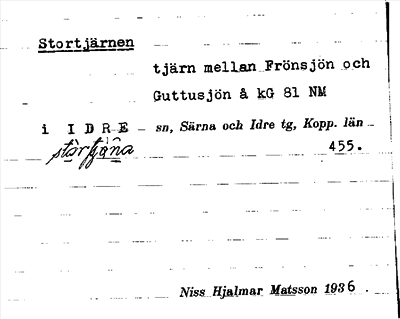 Stortjärnen
tjärn mellan Frönsjön och
Guttusjön å kG 81 NM
i IDRE sn, Särna och Idre tg, Kopp. län
455.
Niss Hjalmar Matsson 1936.